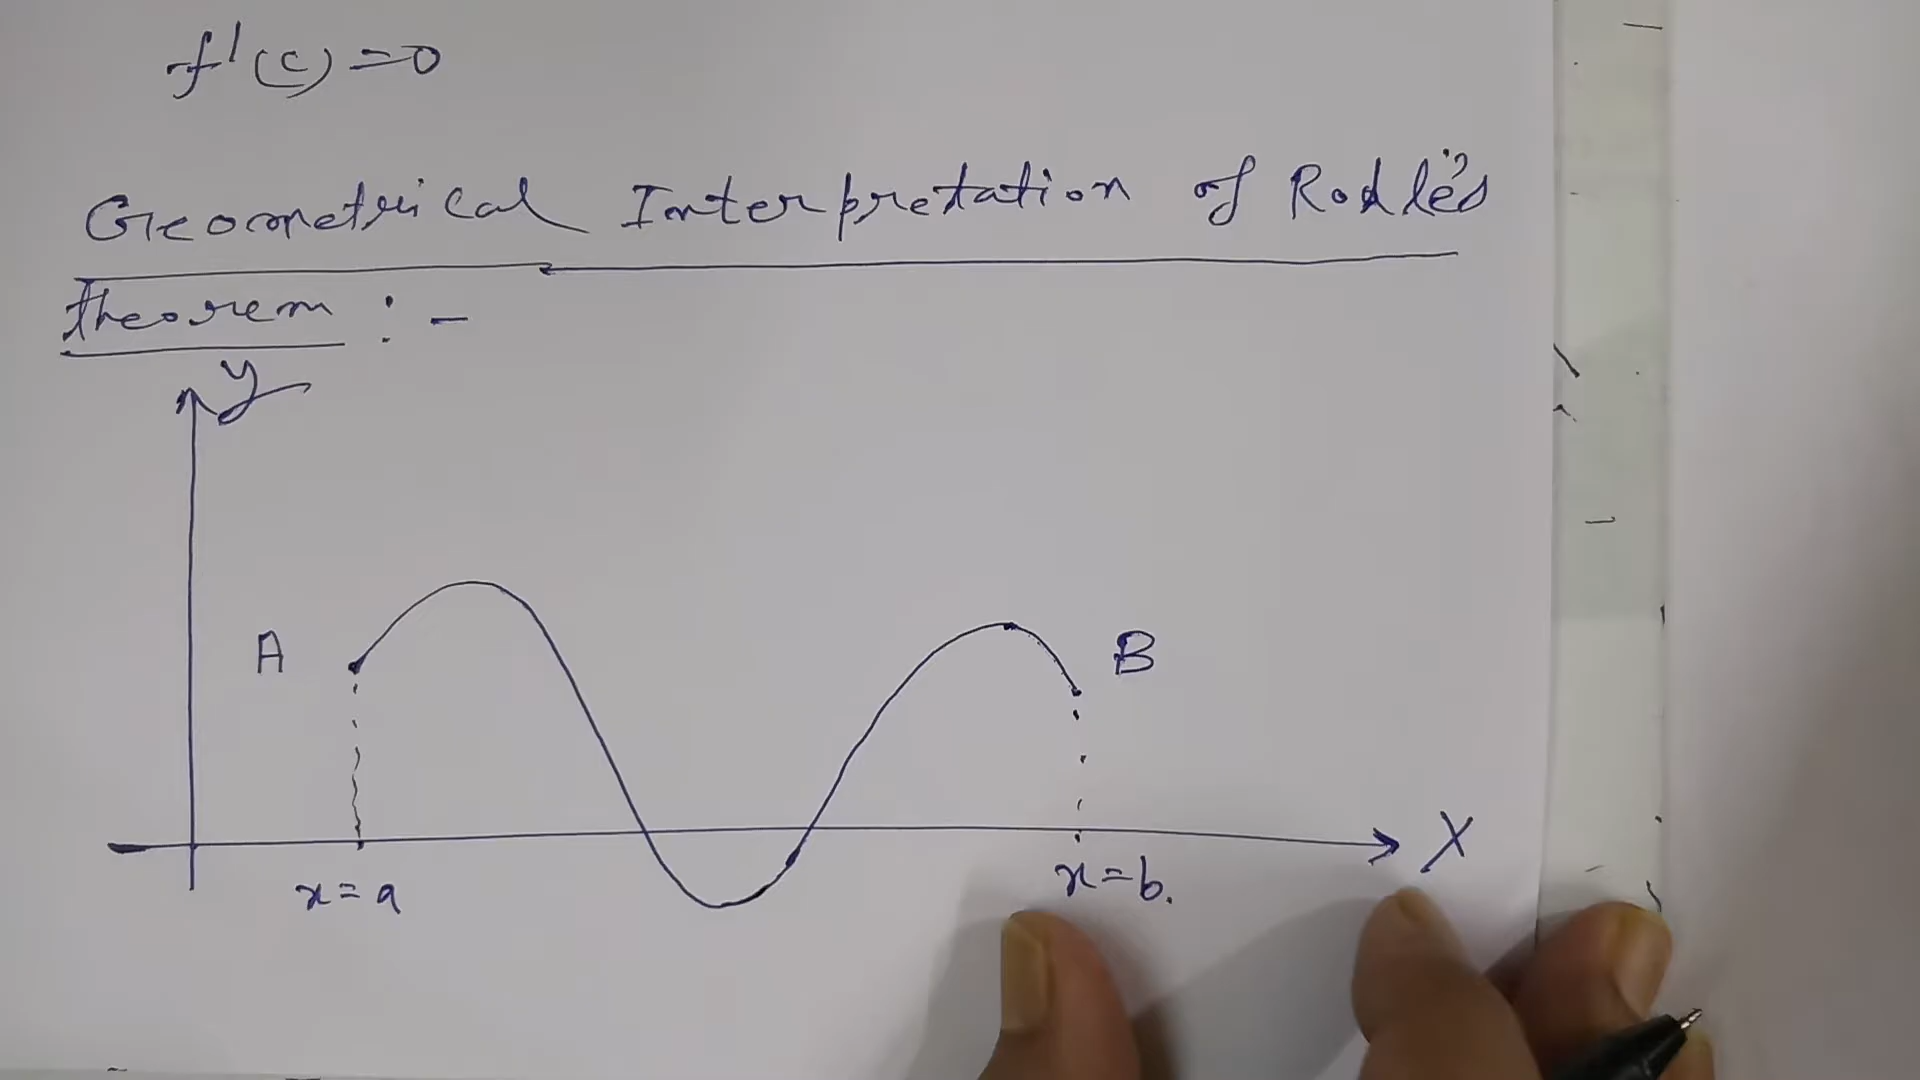 f'(c)=0
Geometrical Interpretation of Rolle's
theorem :-
y
A
B
X
x=a
x=b.